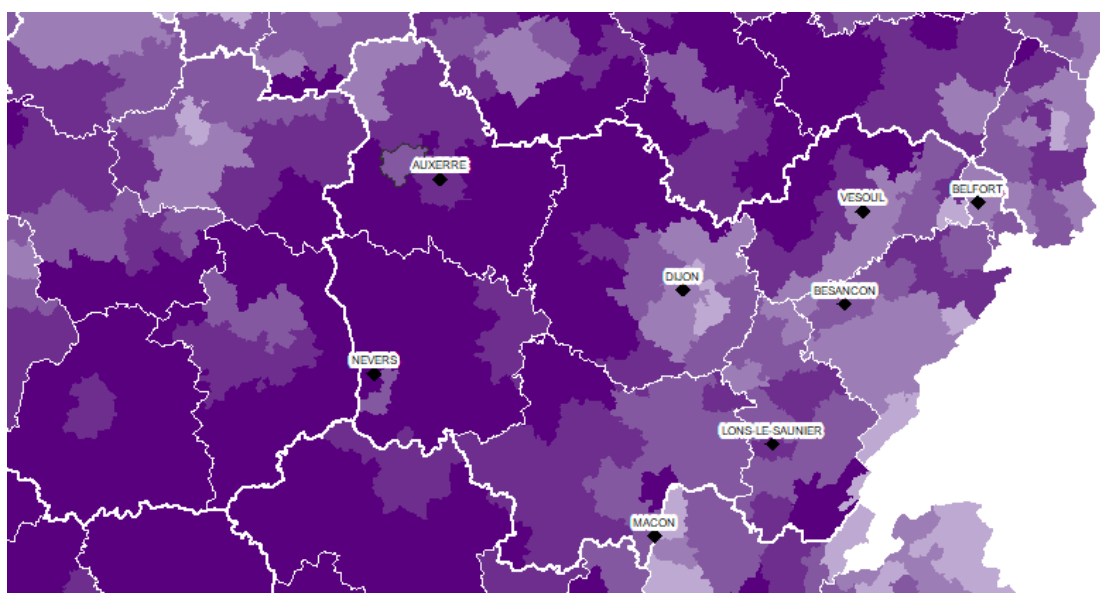 AUXERRE
BELFORT
VESOUL
DIJON
BESANCON
NEVERS
LONS-LE-SAUNIER
MACON